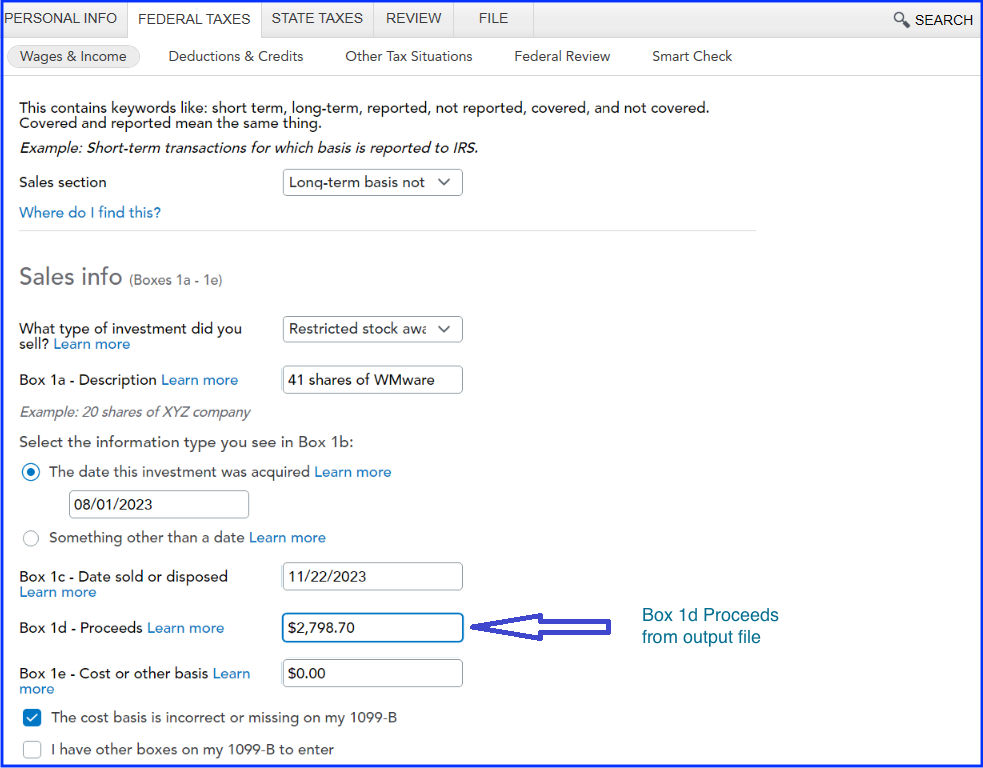 PERSONAL INFO FEDERAL TAXES STATE TAXES REVIEW FILE SEARCH
Wages & Income Deductions & Credits Other Tax Situations Federal Review Smart Check
This contains keywords like: short term, long-term, reported, not reported, covered, and not covered.
Covered and reported mean the same thing.
Example: Short-term transactions for which basis is reported to IRS.
Sales section Long-term basis not
Where do I find this?
Sales info (Boxes 1a - 1e)
What type of investment did you
sell? Learn more
Restricted stock awa
Box 1a - Description Learn more 41 shares of WMware
Example: 20 shares of XYZ company
Select the information type you see in Box 1b:
The date this investment was acquired Learn more
08/01/2023
Something other than a date Learn more
Box 1c - Date sold or disposed
Learn more
11/22/2023
Box 1d - Proceeds Learn more $2,798.70
Box 1d Proceeds
from output file
Box 1e - Cost or other basis Learn
more
$0.00
The cost basis is incorrect or missing on my 1099-B
I have other boxes on my 1099-B to enter